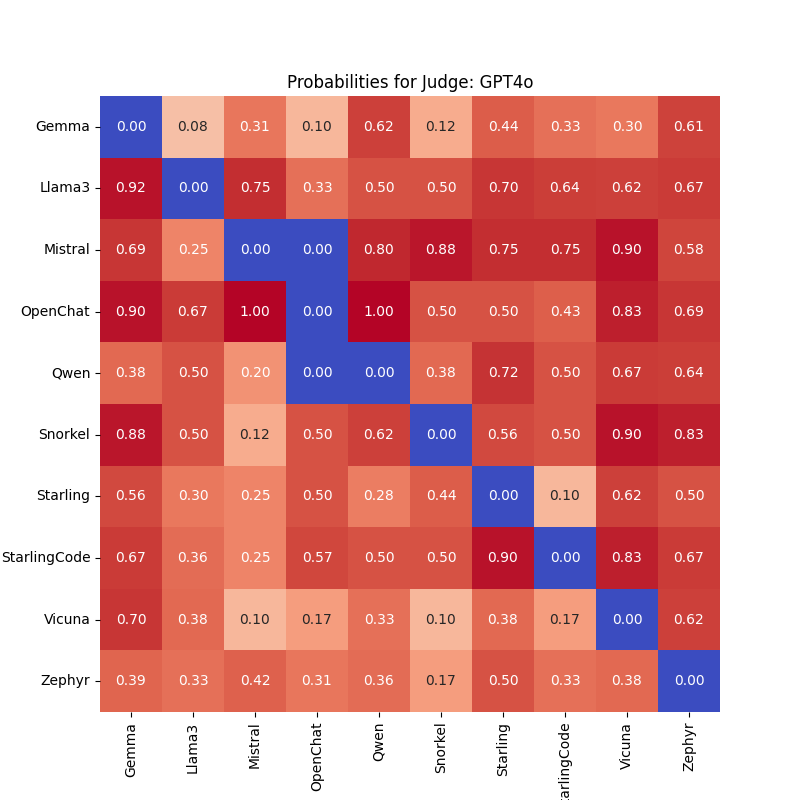 Probabilities for Judge: GPT4o
Gemma 0.00 0.08 0.31 0.10 0.62 0.12 0.44 0.33 0.30 0.61
Llama3 0.92 0.00 0.75 0.33 0.50 0.50 0.70 0.64 0.62 0.67
Mistral 0.69 0.25 0.00 0.00 0.80 0.88 0.75 0.75 0.90 0.58
OpenChat 0.90 0.67 1.00 0.00 1.00 0.50 0.50 0.43 0.83 0.69
Qwen 0.38 0.50 0.20 0.00 0.00 0.38 0.72 0.50 0.67 0.64
Snorkel 0.88 0.50 0.12 0.50 0.62 0.00 0.56 0.50 0.90 0.83
Starling 0.56 0.30 0.25 0.50 0.28 0.44 0.00 0.10 0.62 0.50
StarlingCode 0.67 0.36 0.25 0.57 0.50 0.50 0.90 0.00 0.83 0.67
Vicuna 0.70 0.38 0.10 0.17 0.33 0.10 0.38 0.17 0.00 0.62
Zephyr 0.39 0.33 0.42 0.31 0.36 0.17 0.50 0.33 0.38 0.00
Gemma
Llama3
Mistral
OpenChat
Qwen
Snorkel
Starling
arlingCode
Vicuna
Zephyr